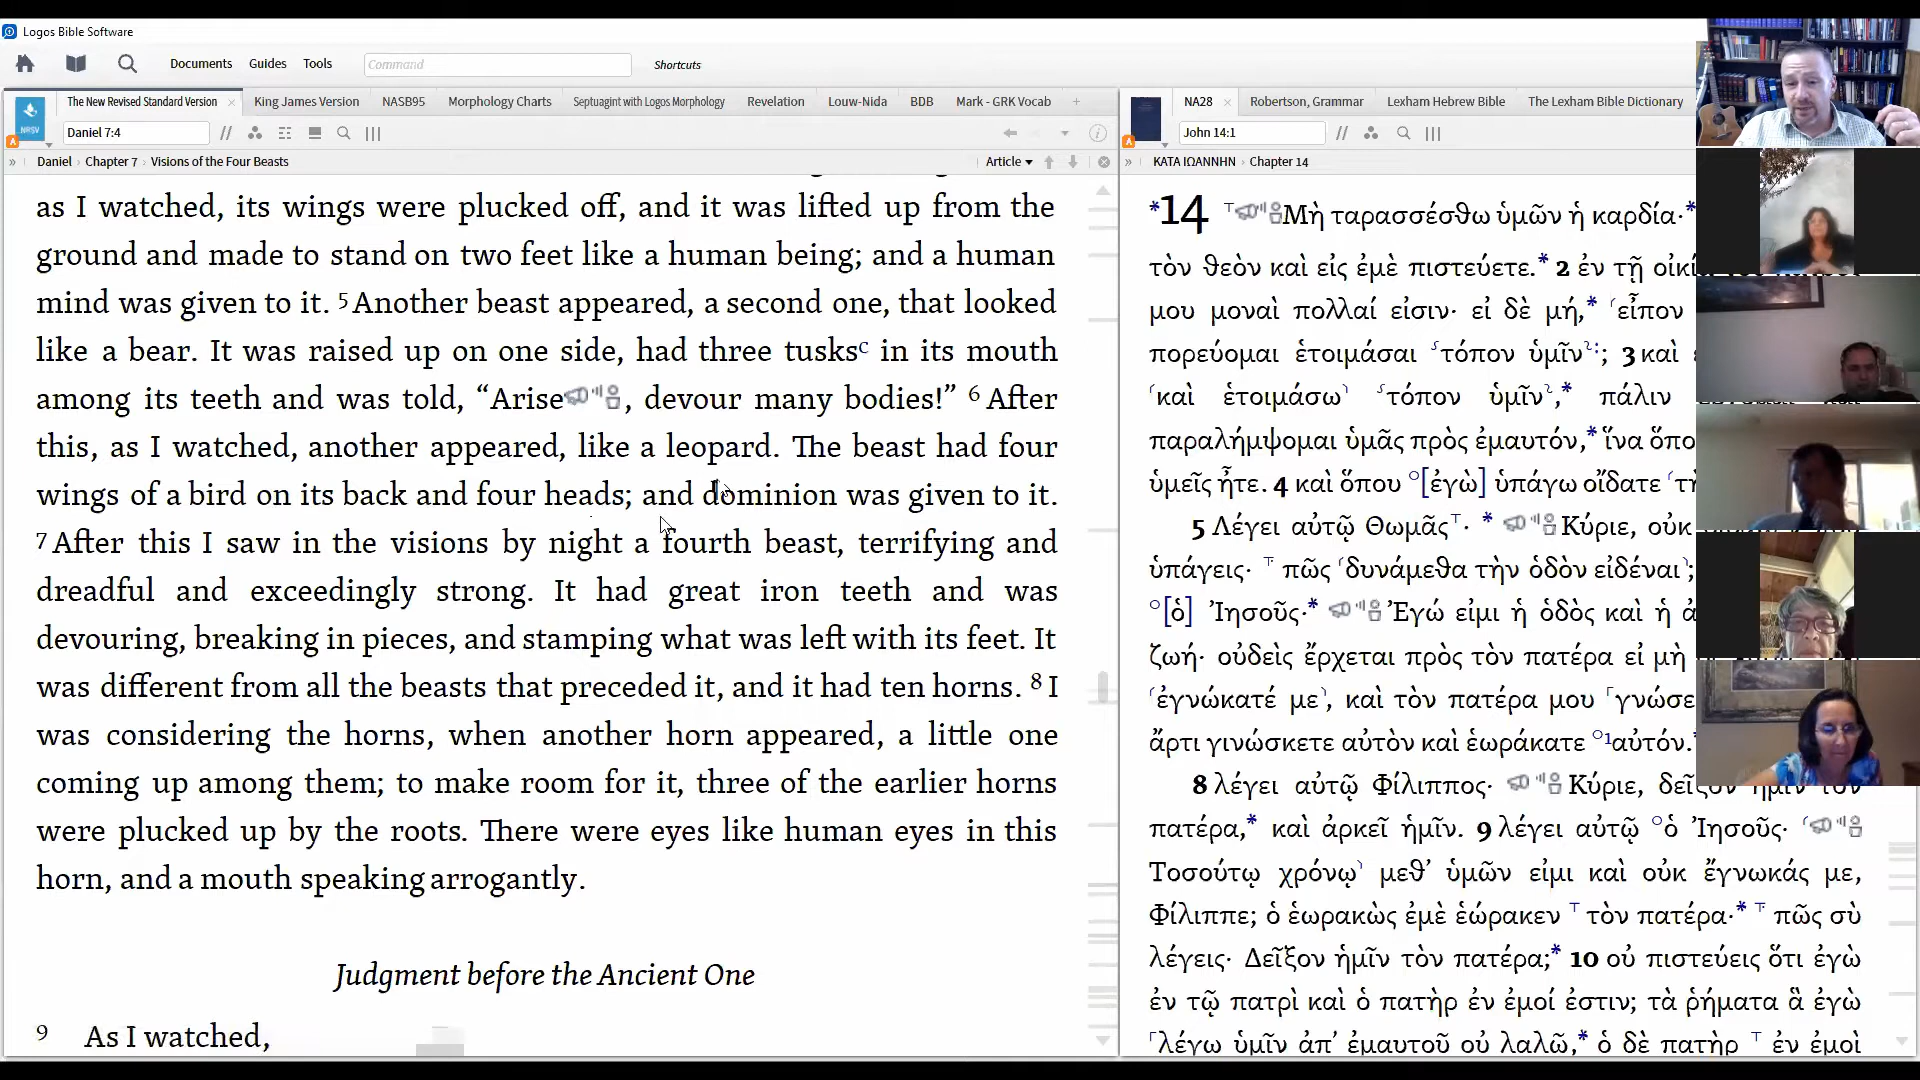 Logos Bible Software
Documents Guides Tools Command Shortcuts
The New Revised Standard Version King James Version NASB95 Morphology Charts Septuagint with Logos Morphology Revelation Louw-Nida BDB Mark - GRK Vocab
Daniel 7:4
Daniel › Chapter 7 › Visions of the Four Beasts
Article
as I watched, its wings were plucked off, and it was lifted up from the
ground and made to stand on two feet like a human being; and a human
mind was given to it. 5 Another beast appeared, a second one, that looked
like a bear. It was raised up on one side, had three tusksc in its mouth
among its teeth and was told, “Arise, devour many bodies!” 6 After
this, as I watched, another appeared, like a leopard. The beast had four
wings of a bird on its back and four heads; and dominion was given to it.
7 After this I saw in the visions by night a fourth beast, terrifying and
dreadful and exceedingly strong. It had great iron teeth and was
devouring, breaking in pieces, and stamping what was left with its feet. It
was different from all the beasts that preceded it, and it had ten horns. 8 I
was considering the horns, when another horn appeared, a little one
coming up among them; to make room for it, three of the earlier horns
were plucked up by the roots. There were eyes like human eyes in this
horn, and a mouth speaking arrogantly.
Judgment before the Ancient One
9 As I watched,
NA28 Robertson, Grammar Lexham Hebrew Bible The Lexham Bible Dictionary
John 14:1
ΚΑΤΑ ΙΩΑΝΝΗΝ › Chapter 14
*14 ⸆Μὴ ταρασσέσθω ὑμῶν ἡ καρδία·*
τὸν θεὸν καὶ εἰς ἐμὲ πιστεύετε.* 2 ἐν τῇ οἰκί
μου μοναὶ πολλαί εἰσιν· εἰ δὲ μή,* ⸂εἶπον
πορεύομαι ἑτοιμάσαι ⸉τόπον ὑμῖν⸊:; 3 καὶ
⸂καὶ ἑτοιμάσω⸃ ⸉τόπον ὑμῖν⸊,* πάλιν
παραλήμψομαι ὑμᾶς πρὸς ἐμαυτόν,* ἵνα ὅπο
ὑμεῖς ἦτε. 4 καὶ ὅπου ⸰[ἐγὼ] ὑπάγω οἴδατε ⸂τὴ
5 Λέγει αὐτῷ Θωμᾶς⸆· * Κύριε, οὐκ
ὑπάγεις· ⸆ πῶς ⸂δυνάμεθα τὴν ὁδὸν εἰδέναι⸃;
⸰[ὁ] Ἰησοῦς·* Ἐγώ εἰμι ἡ ὁδὸς καὶ ἡ ἀ
ζωή· οὐδεὶς ἔρχεται πρὸς τὸν πατέρα εἰ μὴ
⸂ἐγνώκατέ με⸃, καὶ τὸν πατέρα μου ⸀γνώσε
ἄρτι γινώσκετε αὐτὸν καὶ ἑωράκατε ⸰1αὐτόν.*
8 λέγει αὐτῷ Φίλιππος· Κύριε, δεῖξον ἡμῖν τὸν
πατέρα,* καὶ ἀρκεῖ ἡμῖν. 9 λέγει αὐτῷ ⸰ὁ Ἰησοῦς· ⸂
Τοσούτῳ χρόνῳ⸃ μεθ’ ὑμῶν εἰμι καὶ οὐκ ἔγνωκάς με,
Φίλιππε; ὁ ἑωρακὼς ἐμὲ ἑώρακεν ⸆ τὸν πατέρα·* ⸆ πῶς σὺ
λέγεις· Δεῖξον ἡμῖν τὸν πατέρα;* 10 οὐ πιστεύεις ὅτι ἐγὼ
ἐν τῷ πατρὶ καὶ ὁ πατὴρ ἐν ἐμοί ἐστιν; τὰ ῥήματα ἃ ἐγὼ
⸀λέγω ὑμῖν ἀπ’ ἐμαυτοῦ οὐ λαλῶ,* ὁ δὲ πατὴρ ⸆ ἐν ἐμοὶ